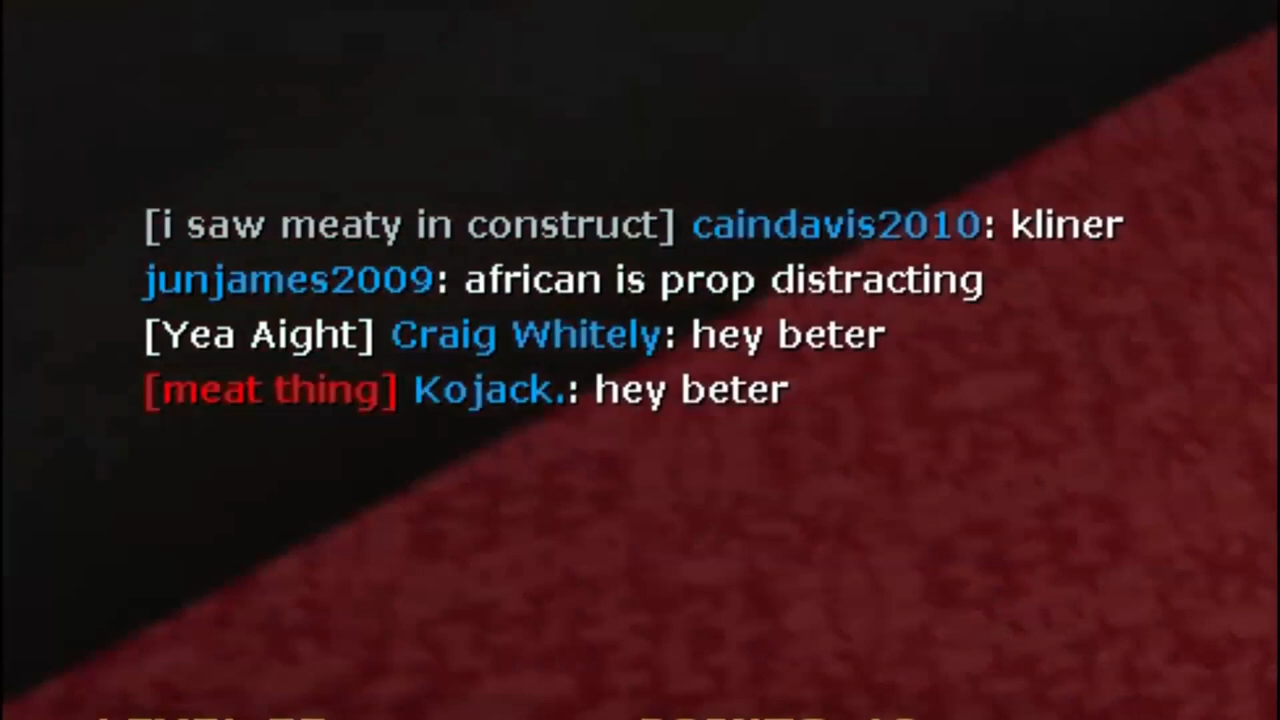 [i saw meaty in construct] caindavis2010: kliner
junjames2009: african is prop distracting
[Yea Aight] Craig Whitely: hey beter
[meat thing] Kojack.: hey beter